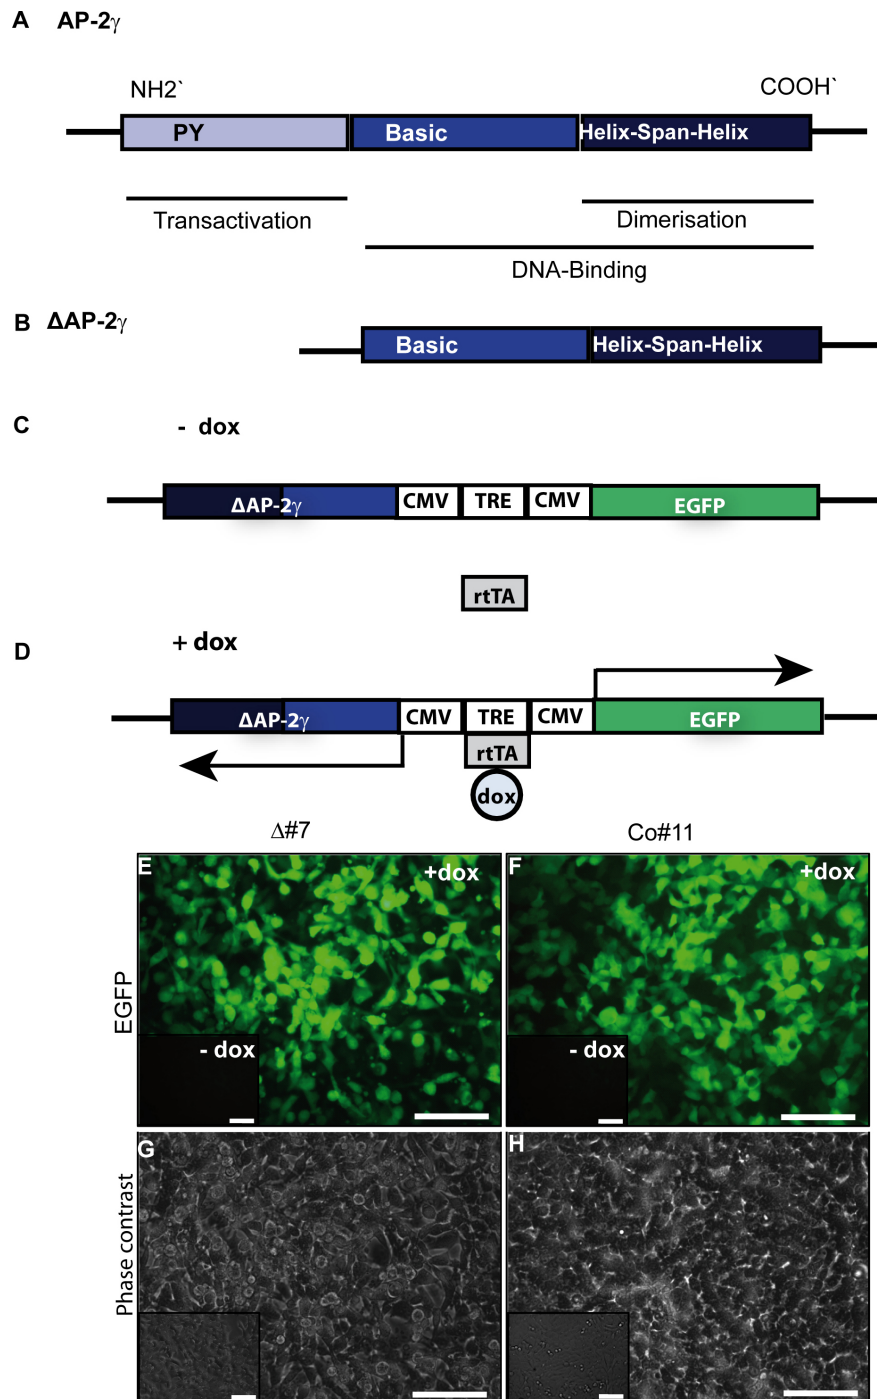 A AP-2γ
NH2` COOH`
PY Basic Helix-Span-Helix
Transactivation Dimerisation
DNA-Binding
B ΔAP-2γ
Basic Helix-Span-Helix
C - dox
ΔAP-2γ CMV TRE CMV EGFP
rtTA
D + dox
ΔAP-2γ CMV TRE CMV EGFP
rtTA
dox
Δ#7 Co#11
E +dox F +dox
EGFP
- dox - dox
G H
Phase contrast